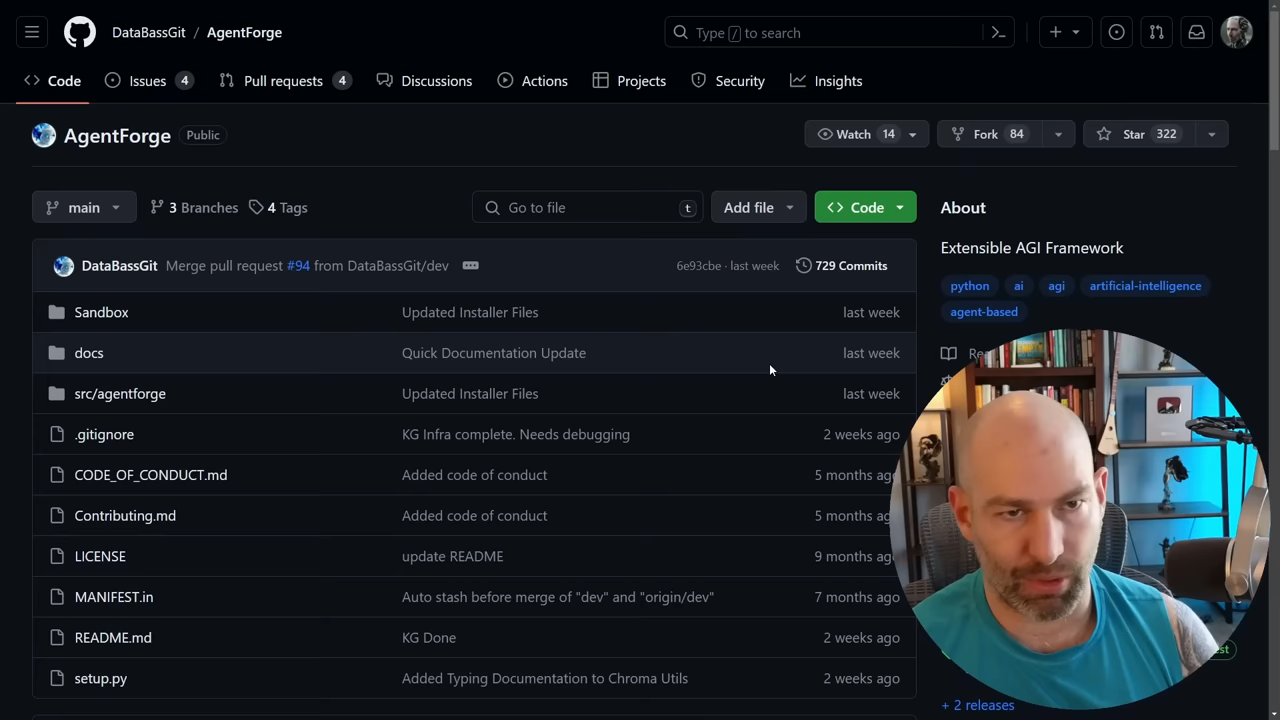 DataBassGit / AgentForge
Type / to search
Code
Issues 4
Pull requests 4
Discussions
Actions
Projects
Security
Insights
AgentForge Public
Watch 14
Fork 84
Star 322
main
3 Branches
4 Tags
Go to file t
Add file
Code
About
Extensible AGI Framework
python ai agi artificial-intelligence
agent-based
DataBassGit Merge pull request #94 from DataBassGit/dev 6e93cbe · last week 729 Commits
Sandbox Updated Installer Files last week
docs Quick Documentation Update last week
src/agentforge Updated Installer Files last week
.gitignore KG Infra complete. Needs debugging 2 weeks ago
CODE_OF_CONDUCT.md Added code of conduct 5 months ago
Contributing.md Added code of conduct 5 months ago
LICENSE update README 9 months ago
MANIFEST.in Auto stash before merge of "dev" and "origin/dev" 7 months ago
README.md KG Done 2 weeks ago
setup.py Added Typing Documentation to Chroma Utils 2 weeks ago
+ 2 releases